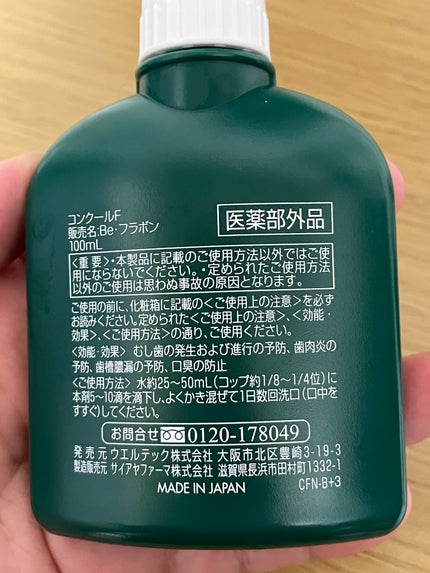 コンクールF
販売名:Be・フラボン
100mL
医薬部外品
<重要>・本製品に記載のご使用方法以外ではご使
用にならないでください。・定められたご使用方法
以外のご使用は思わぬ事故の原因となります。
ご使用の前に、化粧箱に記載の<ご使用上の注意>を必ず
お読みください。定められた<ご使用上の注意>、<効能・
効果>、<ご使用方法>の通り、ご使用ください。
<効能・効果> むし歯の発生および進行の予防、歯肉炎の
予防、歯槽膿漏の予防、口臭の防止
<ご使用方法> 水約25〜50mL(コップ約1/8〜1/4位)に
本剤5〜10滴を滴下し、よくかき混ぜて1日数回洗口(口中を
すすぐ)してください。
お問合せ 0120-178049
発売元 ウエルテック株式会社 大阪市北区豊崎3-19-3
製造販売元 サイアヤファーマ株式会社 滋賀県長浜市田村町1332-1
MADE IN JAPAN
CFN-B+3